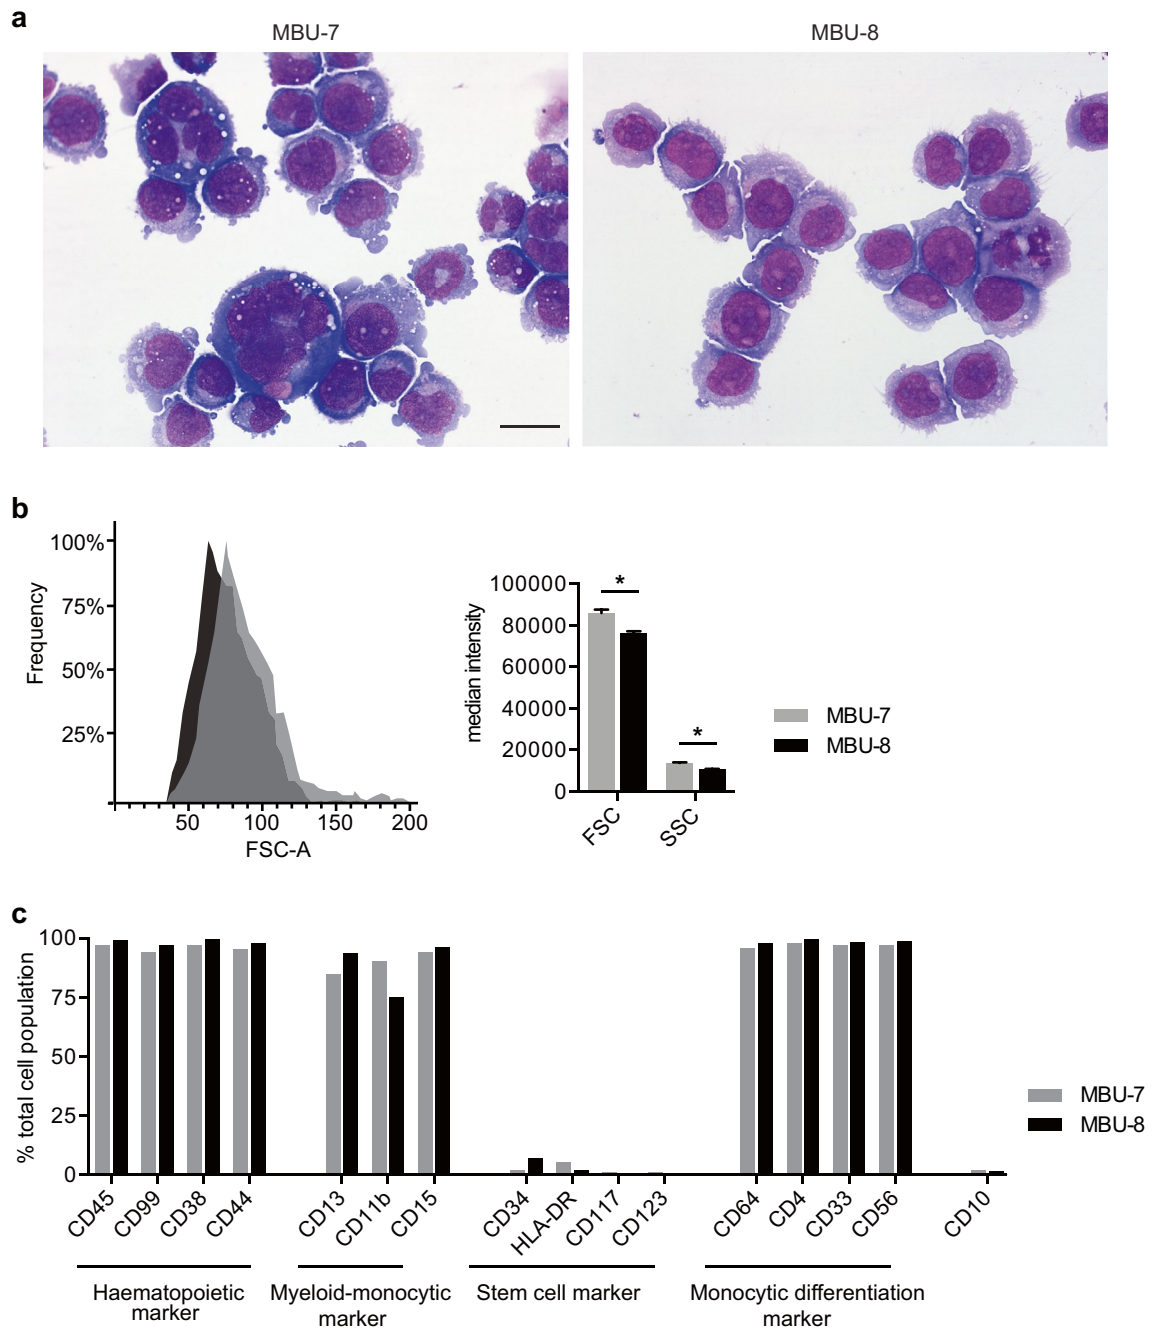 a
MBU-7
MBU-8
b
100%
75%
50%
25%
Frequency
50
100
150
200
FSC-A
100000
80000
60000
40000
20000
0
median intensity
*
*
FSC
SSC
MBU-7
MBU-8
c
100
75
50
25
0
% total cell population
CD45
CD99
CD38
CD44
CD13
CD11b
CD15
CD34
HLA-DR
CD117
CD123
CD64
CD4
CD33
CD56
CD10
MBU-7
MBU-8
Haematopoietic
marker
Myeloid-monocytic
marker
Stem cell marker
Monocytic differentiation
marker